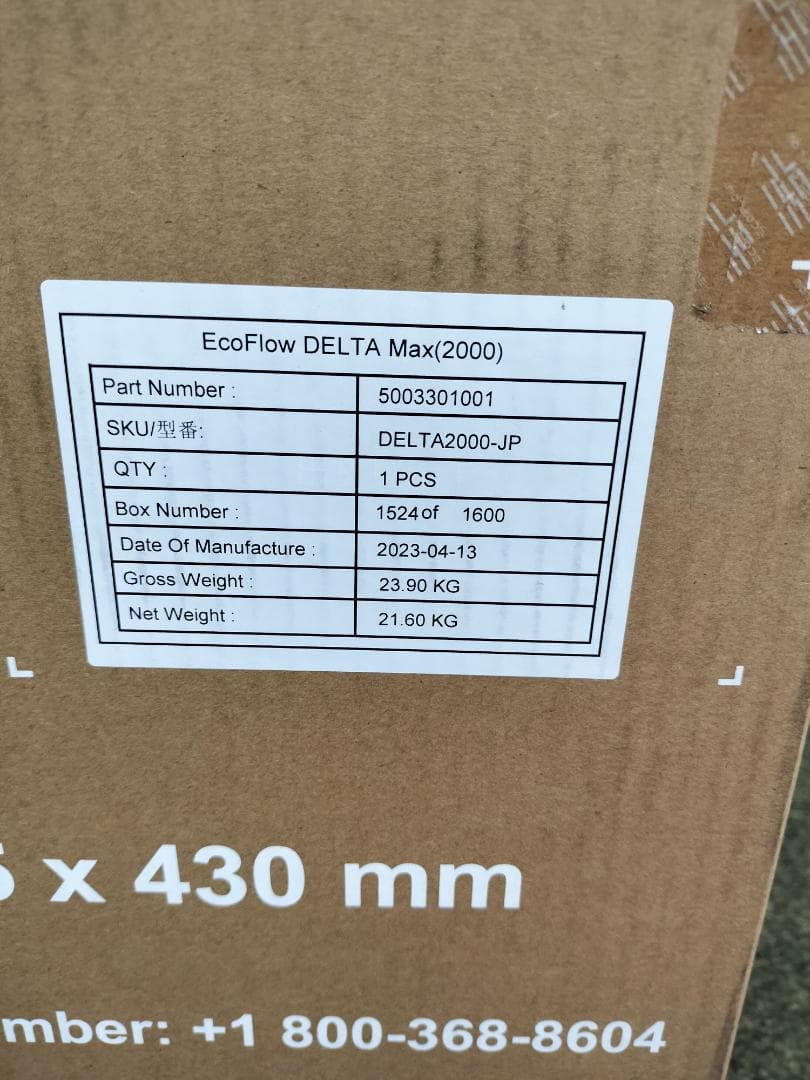 EcoFlow DELTA Max(2000)
Part Number : 5003301001
SKU/型番: DELTA2000-JP
QTY : 1 PCS
Box Number : 1524of 1600
Date Of Manufacture : 2023-04-13
Gross Weight : 23.90 KG
Net Weight : 21.60 KG
x 430 mm
mber: +1 800-368-8604